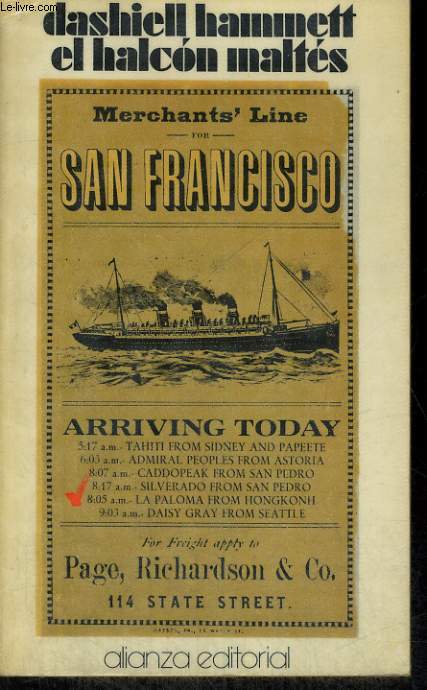 le-livre.com
dashiell hammett
el halcón maltés
Merchants' Line
FOR
SAN FRANCISCO
ARRIVING TODAY
5:17 a.m.- TAHITI FROM SIDNEY AND PAPEETE
6:03 a.m.- ADMIRAL PEOPLES FROM ASTORIA
8:07 a.m.- CADDOPEAK FROM SAN PEDRO
8:17 a.m.- SILVERADO FROM SAN PEDRO
8:05 a.m.- LA PALOMA FROM HONGKONH
9:03 a.m.- DAISY GRAY FROM SEATTLE
For Freight apply to
Page, Richardson & Co.
114 STATE STREET.
alianza editorial